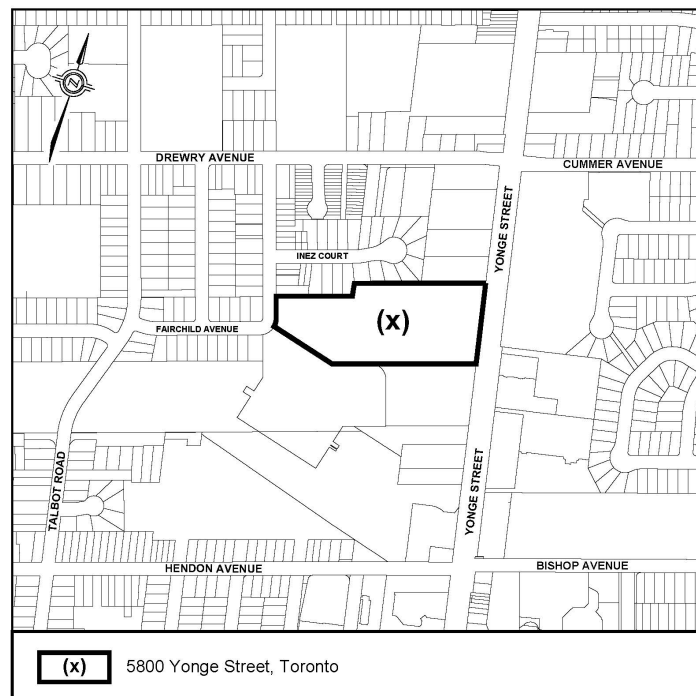 N
DREWRY AVENUE
CUMMER AVENUE
YONGE STREET
INEZ COURT
(x)
FAIRCHILD AVENUE
TALBOT ROAD
YONGE STREET
HENDON AVENUE
BISHOP AVENUE
(x) 5800 Yonge Street, Toronto